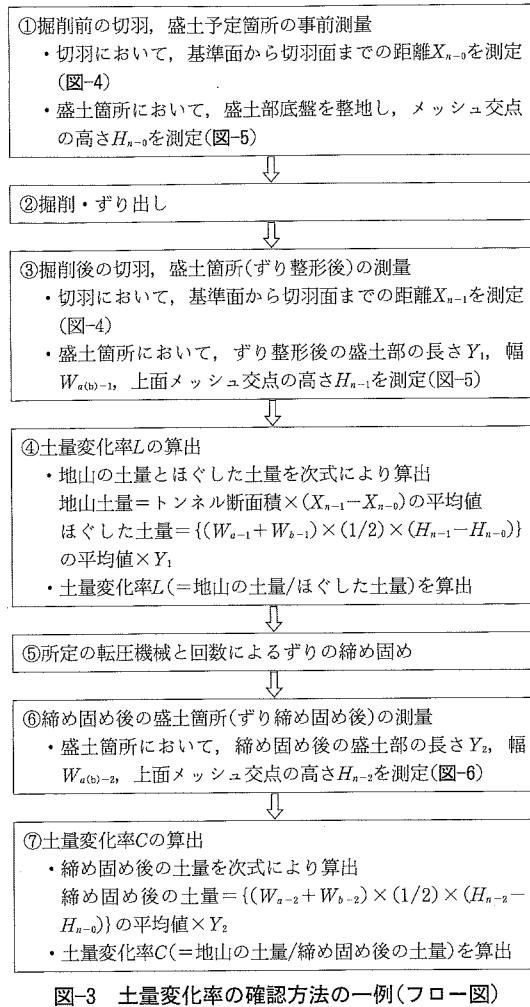 ①掘削前の切羽，盛土予定箇所の事前測量
・切羽において，基準面から切羽面までの距離Xn-0を測定
(図-4)
・盛土箇所において，盛土部底盤を整地し，メッシュ交点
の高さHn-0を測定(図-5)
②掘削・ずり出し
③掘削後の切羽，盛土箇所(ずり整形後)の測量
・切羽において，基準面から切羽面までの距離Xn-1を測定
(図-4)
・盛土箇所において，ずり整形後の盛土部の長さY1，幅
Wa(b)-1，上面メッシュ交点の高さHn-1を測定(図-5)
④土量変化率Lの算出
・地山の土量とほぐした土量を次式により算出
地山土量＝トンネル断面積×(Xn-1−Xn-0)の平均値
ほぐした土量＝{(Wa-1+Wb-1)×(1/2)×(Hn-1−Hn-0)}
の平均値×Y1
・土量変化率L(＝地山の土量/ほぐした土量)を算出
⑤所定の転圧機械と回数によるずりの締め固め
⑥締め固め後の盛土箇所(ずり締め固め後)の測量
・盛土箇所において，締め固め後の盛土部の長さY2，幅
Wa(b)-2，上面メッシュ交点の高さHn-2を測定(図-6)
⑦土量変化率Cの算出
・締め固め後の土量を次式により算出
締め固め後の土量＝{(Wa-2+Wb-2)×(1/2)×(Hn-2−
Hn-0)}の平均値×Y2
・土量変化率C(＝地山の土量/締め固め後の土量)を算出
図-3 土量変化率の確認方法の一例(フロー図)